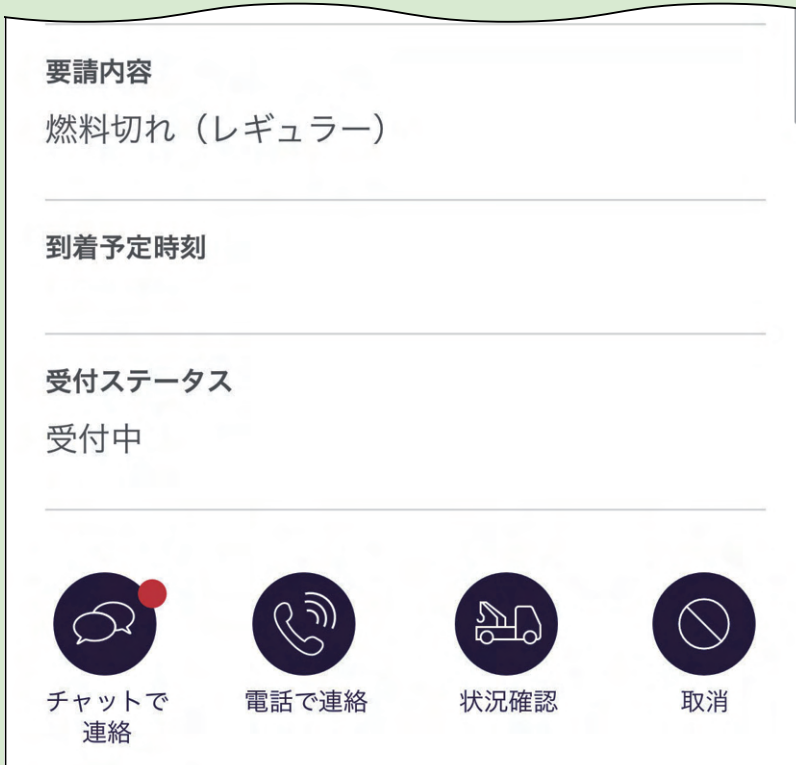 要請内容
燃料切れ（レギュラー）
到着予定時刻
受付ステータス
受付中
チャットで
連絡
電話で連絡
状況確認
取消